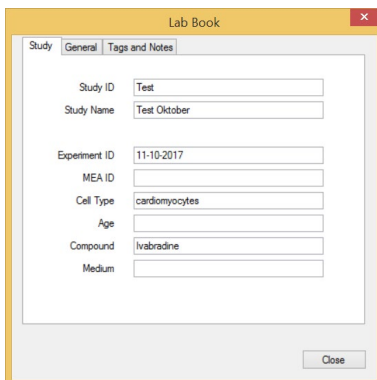 Lab Book
Study General Tags and Notes
Study ID Test
Study Name Test Oktober
Experiment ID 11-10-2017
MEA ID
Cell Type cardiomyocytes
Age
Compound Ivabradine
Medium
Close